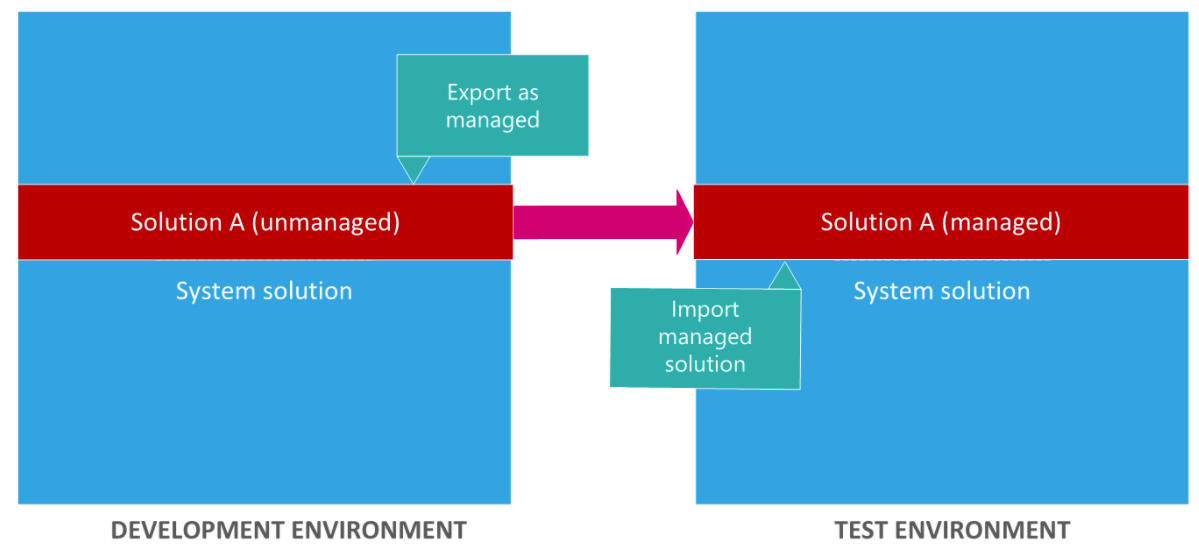 Export as
managed
Solution A (unmanaged)
Solution A (managed)
System solution
System solution
Import
managed
solution
DEVELOPMENT ENVIRONMENT
TEST ENVIRONMENT